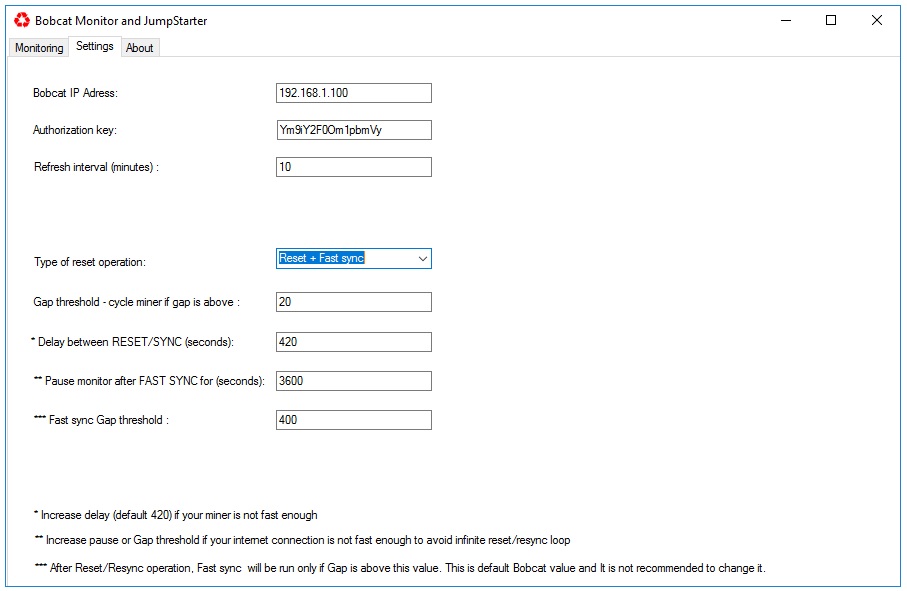 Bobcat Monitor and JumpStarter
Monitoring Settings About
Bobcat IP Adress: 192.168.1.100
Authorization key: Ym9iY2F0Om1pbmVy
Refresh interval (minutes) : 10
Type of reset operation: Reset + Fast sync
Gap threshold - cycle miner if gap is above : 20
* Delay between RESET/SYNC (seconds): 420
** Pause monitor after FAST SYNC for (seconds): 3600
*** Fast sync Gap threshold : 400
* Increase delay (default 420) if your miner is not fast enough
** Increase pause or Gap threshold if your internet connection is not fast enough to avoid infinite reset/resync loop
*** After Reset/Resync operation, Fast sync  will be run only if Gap is above this value. This is default Bobcat value and It is not recommended to change it.